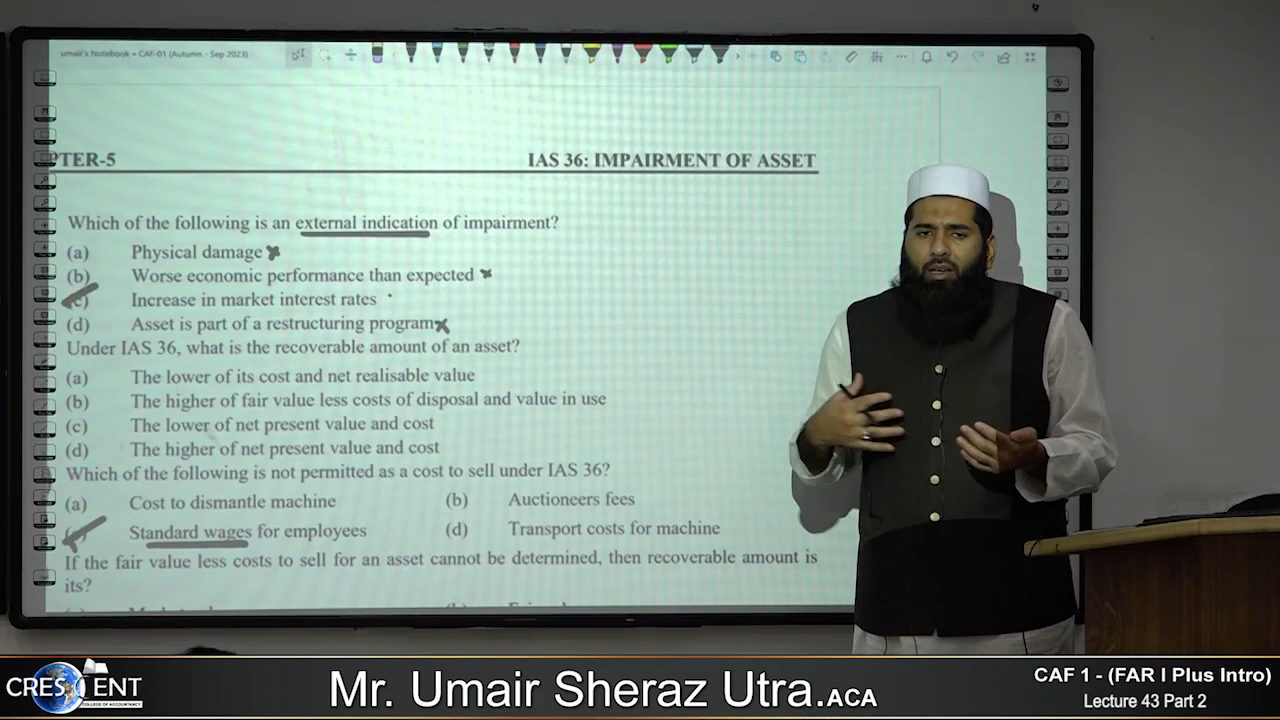 umair's Notebook » CAF-01 (Autumn - Sep 2023)
PTER-5 IAS 36: IMPAIRMENT OF ASSET
Which of the following is an external indication of impairment?
(a) Physical damage
(b) Worse economic performance than expected
(c) Increase in market interest rates
(d) Asset is part of a restructuring program
Under IAS 36, what is the recoverable amount of an asset?
(a) The lower of its cost and net realisable value
(b) The higher of fair value less costs of disposal and value in use
(c) The lower of net present value and cost
(d) The higher of net present value and cost
Which of the following is not permitted as a cost to sell under IAS 36?
(a) Cost to dismantle machine (b) Auctioneers fees
Standard wages for employees (d) Transport costs for machine
If the fair value less costs to sell for an asset cannot be determined, then recoverable amount is
its?
CRESCENT
COLLEGE OF ACCOUNTANCY
Mr. Umair Sheraz Utra.ACA
CAF 1 - (FAR I Plus Intro)
Lecture 43 Part 2